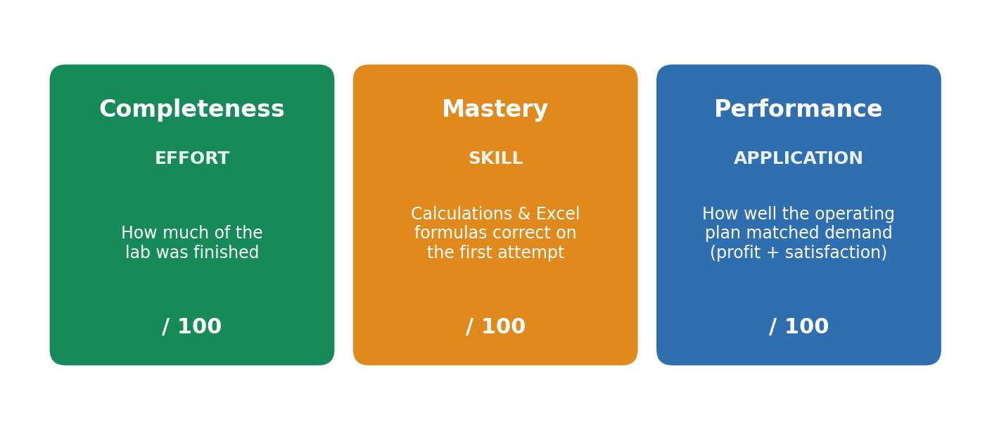 Completeness
EFFORT
How much of the
lab was finished
/ 100
Mastery
SKILL
Calculations & Excel
formulas correct on
the first attempt
/ 100
Performance
APPLICATION
How well the operating
plan matched demand
(profit + satisfaction)
/ 100